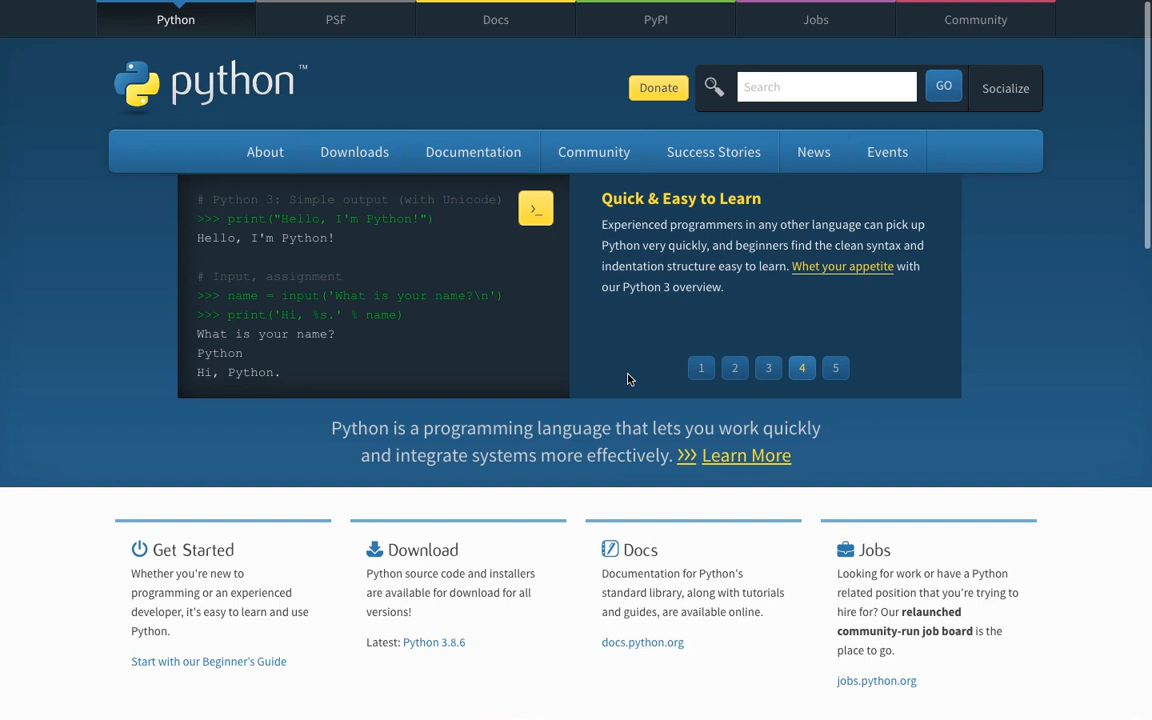 Python
PSF
Docs
PyPI
Jobs
Community
python™
Donate
Search
GO
Socialize
About
Downloads
Documentation
Community
Success Stories
News
Events
# Python 3: Simple output (with Unicode)
>>> print("Hello, I'm Python!")
Hello, I'm Python!
# Input, assignment
>>> name = input('What is your name?\n')
>>> print('Hi, %s.' % name)
What is your name?
Python
Hi, Python.
>_
Quick & Easy to Learn
Experienced programmers in any other language can pick up
Python very quickly, and beginners find the clean syntax and
indentation structure easy to learn. Whet your appetite with
our Python 3 overview.
1
2
3
4
5
Python is a programming language that lets you work quickly
and integrate systems more effectively. >>> Learn More
Get Started
Whether you're new to
programming or an experienced
developer, it's easy to learn and use
Python.
Start with our Beginner's Guide
Download
Python source code and installers
are available for download for all
versions!
Latest: Python 3.8.6
Docs
Documentation for Python's
standard library, along with tutorials
and guides, are available online.
docs.python.org
Jobs
Looking for work or have a Python
related position that you're trying to
hire for? Our relaunched
community-run job board is the
place to go.
jobs.python.org